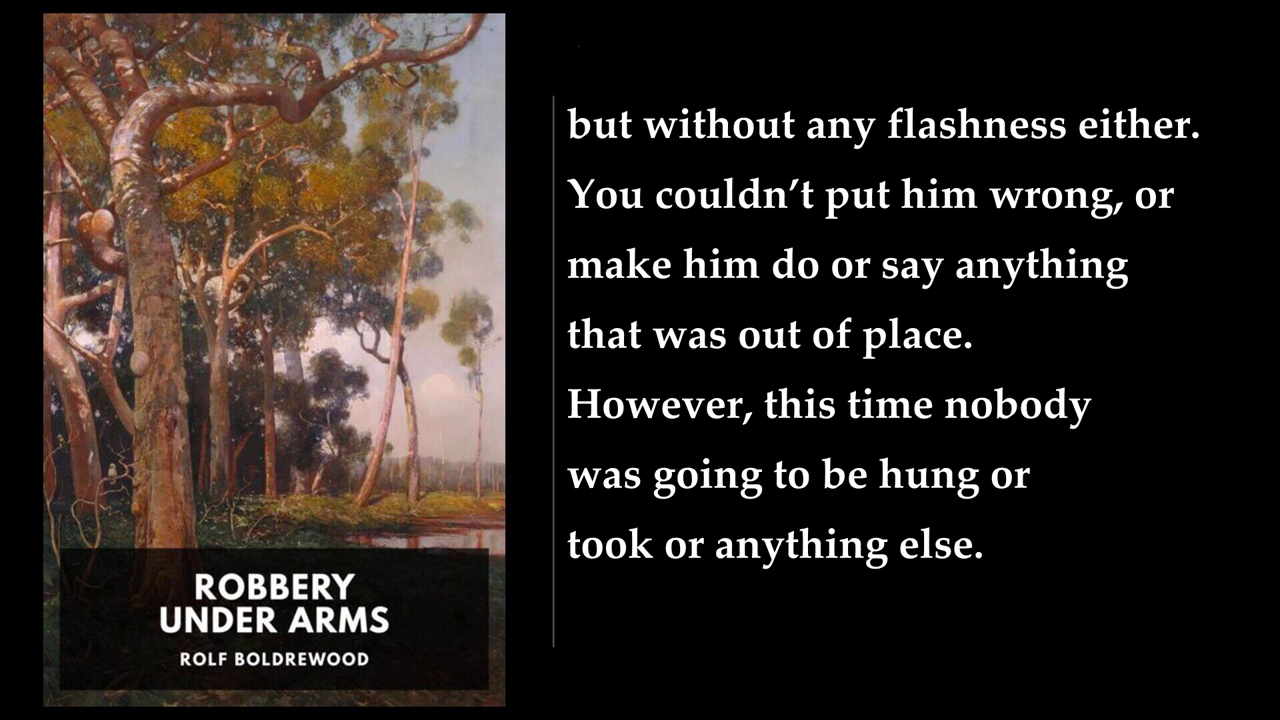 ROBBERY
UNDER ARMS
ROLF BOLDREWOOD
but without any flashness either.
You couldn’t put him wrong, or
make him do or say anything
that was out of place.
However, this time nobody
was going to be hung or
took or anything else.